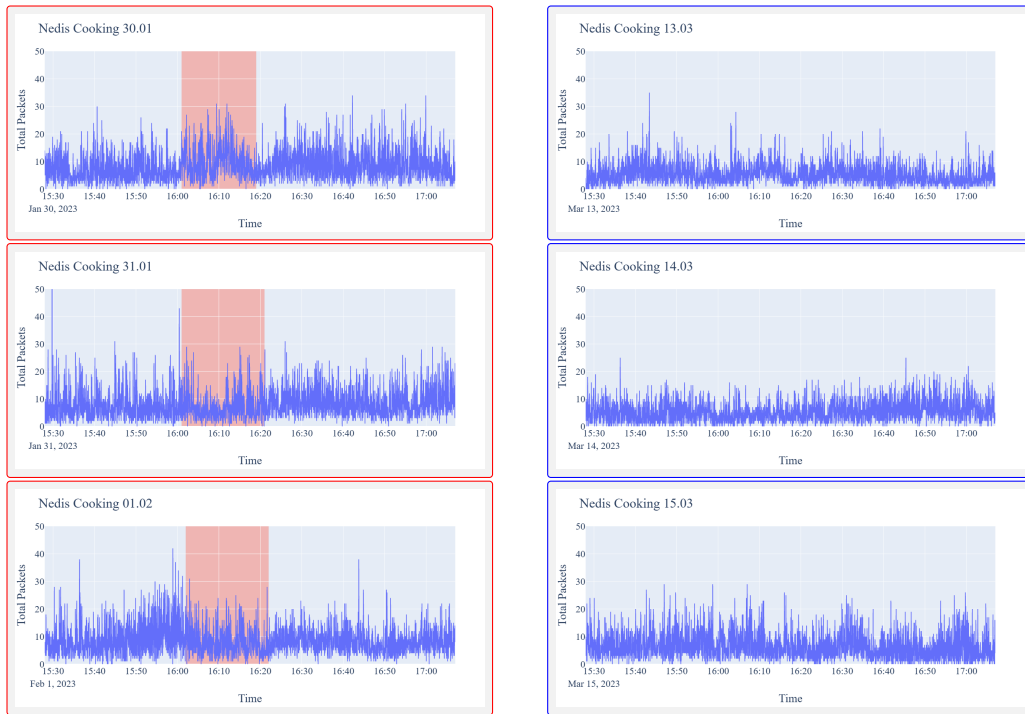 Nedis Cooking 30.01
50
40
30
20
10
0
Total Packets
15:30 15:40 15:50 16:00 16:10 16:20 16:30 16:40 16:50 17:00
Jan 30, 2023
Time
Nedis Cooking 13.03
50
40
30
20
10
0
Total Packets
15:30 15:40 15:50 16:00 16:10 16:20 16:30 16:40 16:50 17:00
Mar 13, 2023
Time
Nedis Cooking 31.01
50
40
30
20
10
0
Total Packets
15:30 15:40 15:50 16:00 16:10 16:20 16:30 16:40 16:50 17:00
Jan 31, 2023
Time
Nedis Cooking 14.03
50
40
30
20
10
0
Total Packets
15:30 15:40 15:50 16:00 16:10 16:20 16:30 16:40 16:50 17:00
Mar 14, 2023
Time
Nedis Cooking 01.02
50
40
30
20
10
0
Total Packets
15:30 15:40 15:50 16:00 16:10 16:20 16:30 16:40 16:50 17:00
Feb 1, 2023
Time
Nedis Cooking 15.03
50
40
30
20
10
0
Total Packets
15:30 15:40 15:50 16:00 16:10 16:20 16:30 16:40 16:50 17:00
Mar 15, 2023
Time